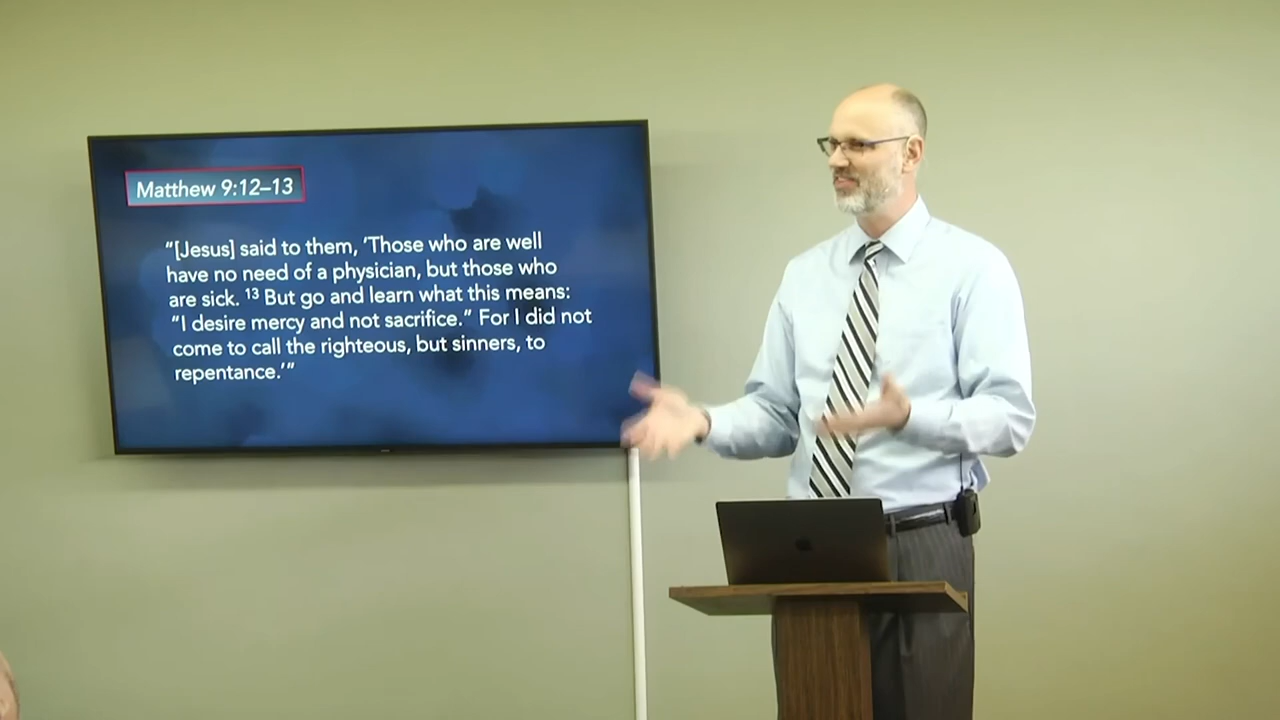 Matthew 9:12–13
“[Jesus] said to them, ‘Those who are well
have no need of a physician, but those who
are sick. ¹³ But go and learn what this means:
“I desire mercy and not sacrifice.” For I did not
come to call the righteous, but sinners, to
repentance.’”